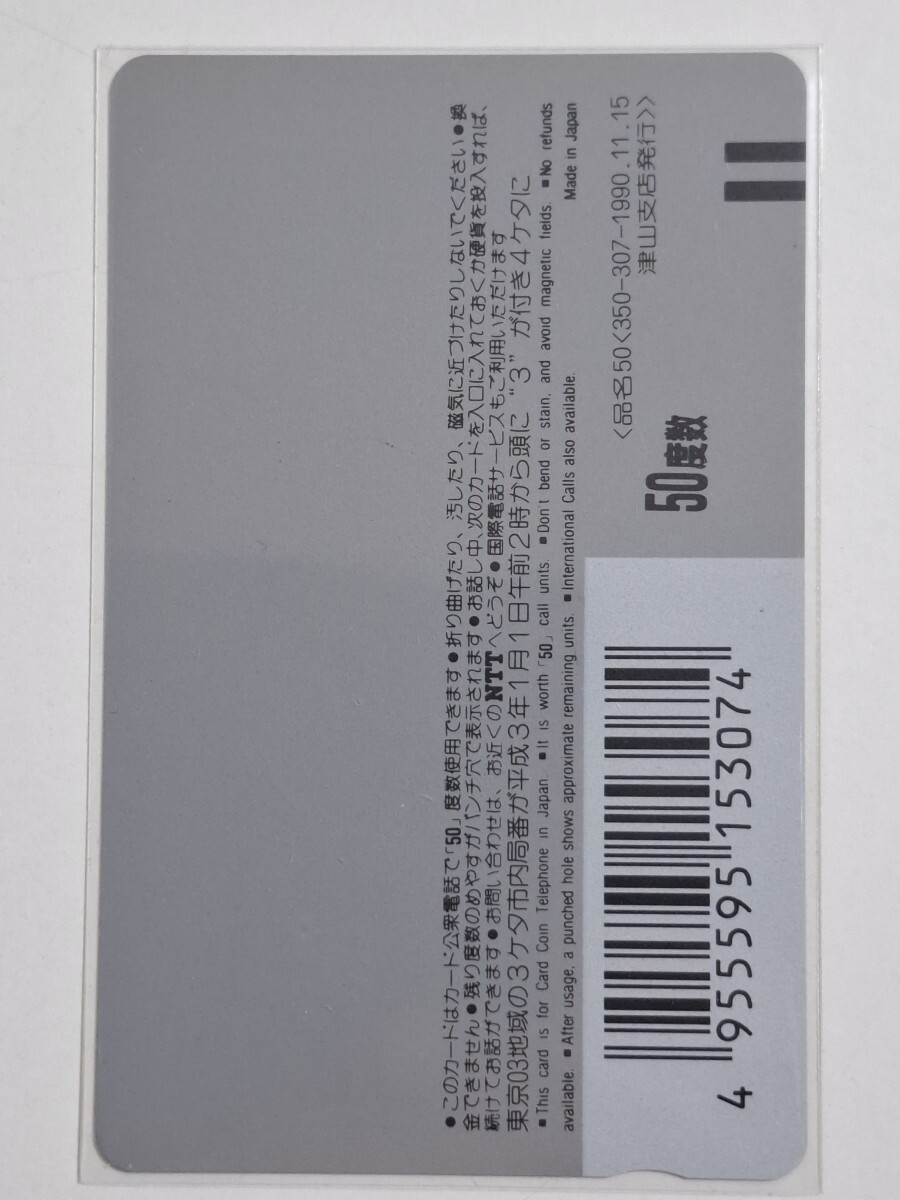 ●このカードはカード公衆電話で「50」度数使用できます●折り曲げたり、汚したり、磁気に近づけたりしないでください●換
金できません●残り度数のめやすがパンチ穴で表示されます●お話し中、次のカードを入口に入れておくか硬貨を投入すれば、
続けてお話ができます●お問い合わせは、お近くのNTTへどうぞ●国際電話サービスもご利用いただけます
東京03地域の3ケタ市内局番が平成3年1月1日午前2時から頭に“3”が付き4ケタに
■This card is for Card Coin Telephone in Japan. ■It is worth「50」call units. ■Don't bend or stain, and avoid magnetic fields. ■No refunds
available. ■After usage, a punched hole shows approximate remaining units. ■International Calls also available. Made in Japan
〈品名50〈350-307-1990.11.15
津山支店発行〉〉
50度数
4 955595 153074